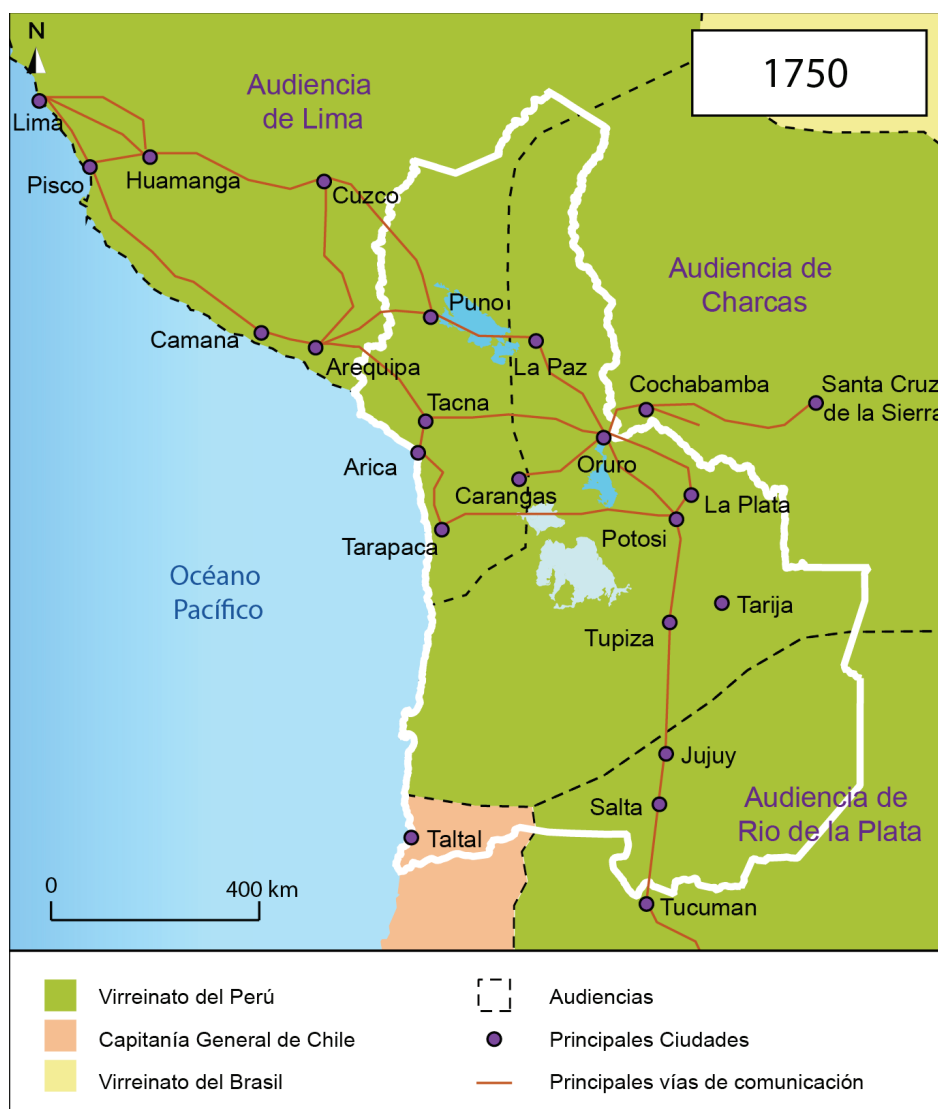 1750
N
Audiencia
de Lima
Lima
Huamanga
Pisco
Cuzco
Audiencia de
Charcas
Puno
Camana
Arequipa
La Paz
Cochabamba
Santa Cruz
de la Sierra
Tacna
Arica
Oruro
Carangas
La Plata
Potosi
Tarapaca
Océano
Pacífico
Tarija
Tupiza
Jujuy
Salta
Audiencia de
Rio de la Plata
Taltal
0 400 km
Tucuman
Virreinato del Perú
Capitanía General de Chile
Virreinato del Brasil
Audiencias
Principales Ciudades
Principales vías de comunicación